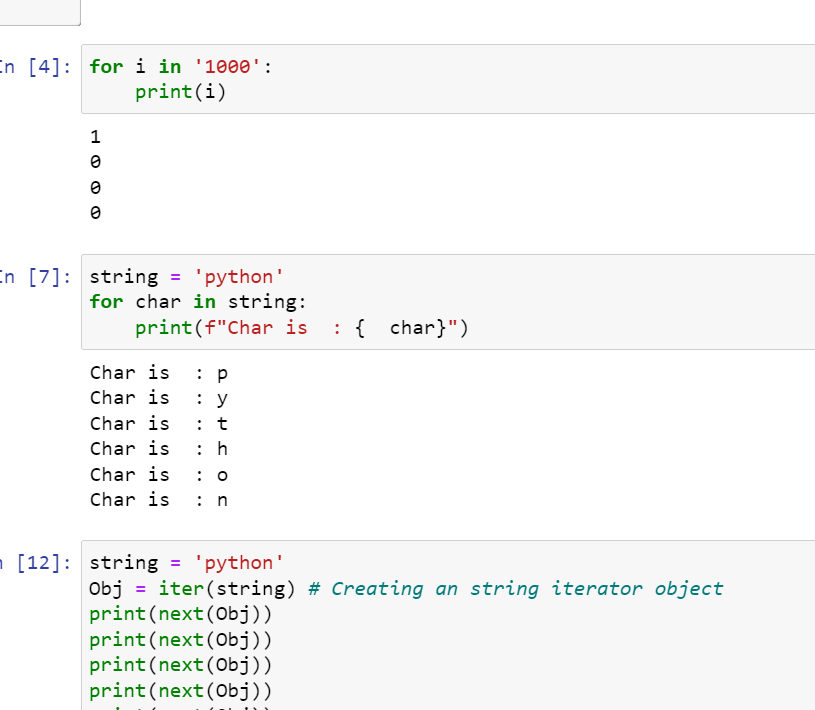 In [4]: for i in '1000':
    print(i)
1
0
0
0
In [7]: string = 'python'
for char in string:
    print(f"Char is  : {  char}")
Char is  : p
Char is  : y
Char is  : t
Char is  : h
Char is  : o
Char is  : n
[12]: string = 'python'
Obj = iter(string) # Creating an string iterator object
print(next(Obj))
print(next(Obj))
print(next(Obj))
print(next(Obj))